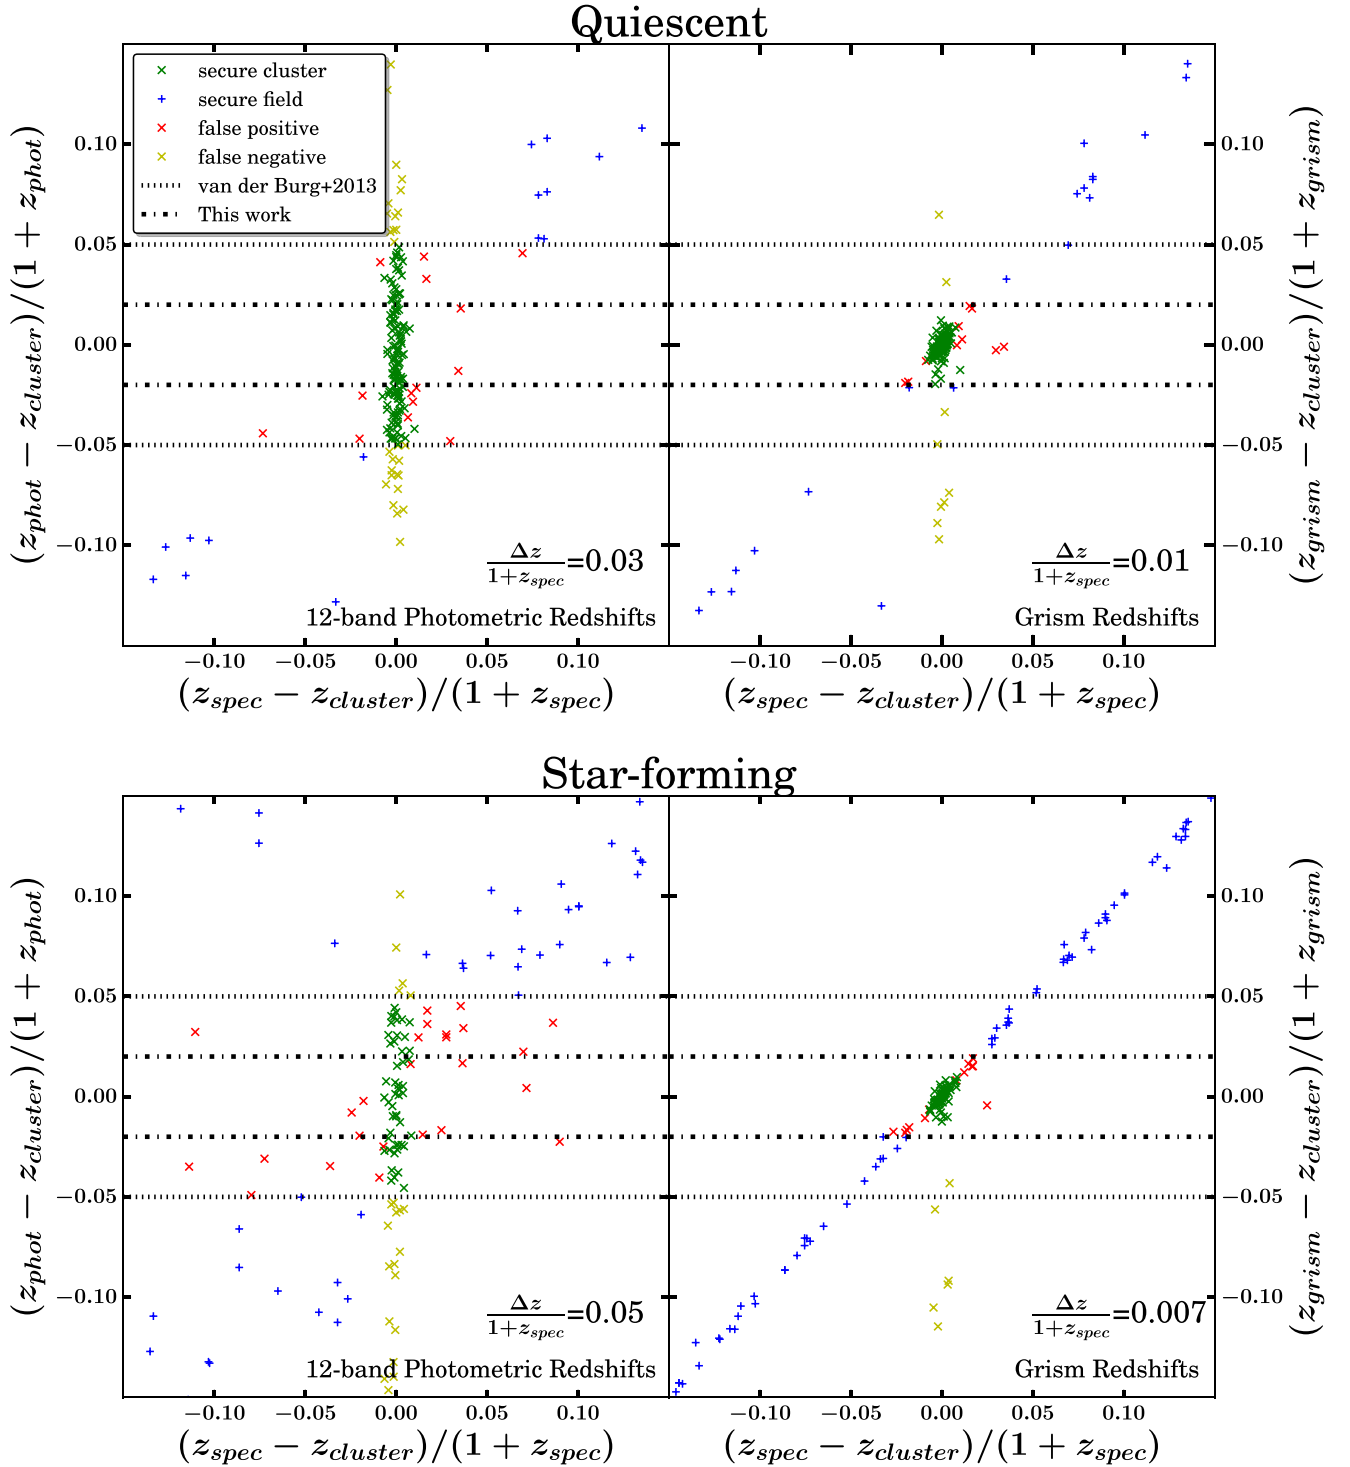 Quiescent
secure cluster
secure field
false positive
false negative
van der Burg+2013
This work
(z_phot − z_cluster)/(1 + z_phot)
0.10
0.05
0.00
−0.05
−0.10
Δz/1+z_spec=0.03
12-band Photometric Redshifts
−0.10 −0.05 0.00 0.05 0.10
(z_spec − z_cluster)/(1 + z_spec)
Δz/1+z_spec=0.01
Grism Redshifts
0.10
0.05
0.00
−0.05
−0.10
(z_grism − z_cluster)/(1 + z_grism)
−0.10 −0.05 0.00 0.05 0.10
(z_spec − z_cluster)/(1 + z_spec)
Star-forming
(z_phot − z_cluster)/(1 + z_phot)
0.10
0.05
0.00
−0.05
−0.10
Δz/1+z_spec=0.05
12-band Photometric Redshifts
−0.10 −0.05 0.00 0.05 0.10
(z_spec − z_cluster)/(1 + z_spec)
Δz/1+z_spec=0.007
Grism Redshifts
0.10
0.05
0.00
−0.05
−0.10
(z_grism − z_cluster)/(1 + z_grism)
−0.10 −0.05 0.00 0.05 0.10
(z_spec − z_cluster)/(1 + z_spec)